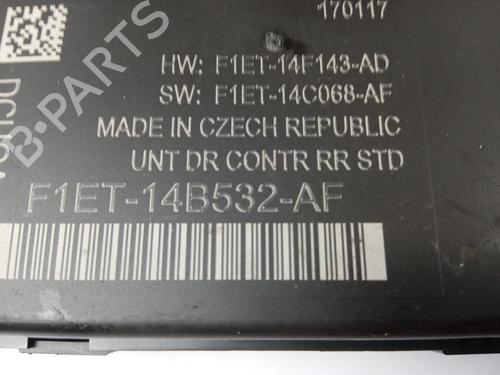 170117
HW: F1ET-14F143-AD
SW: F1ET-14C068-AF
MADE IN CZECH REPUBLIC
UNT DR CONTR RR STD
F1ET-14B532-AF
B-PARTS